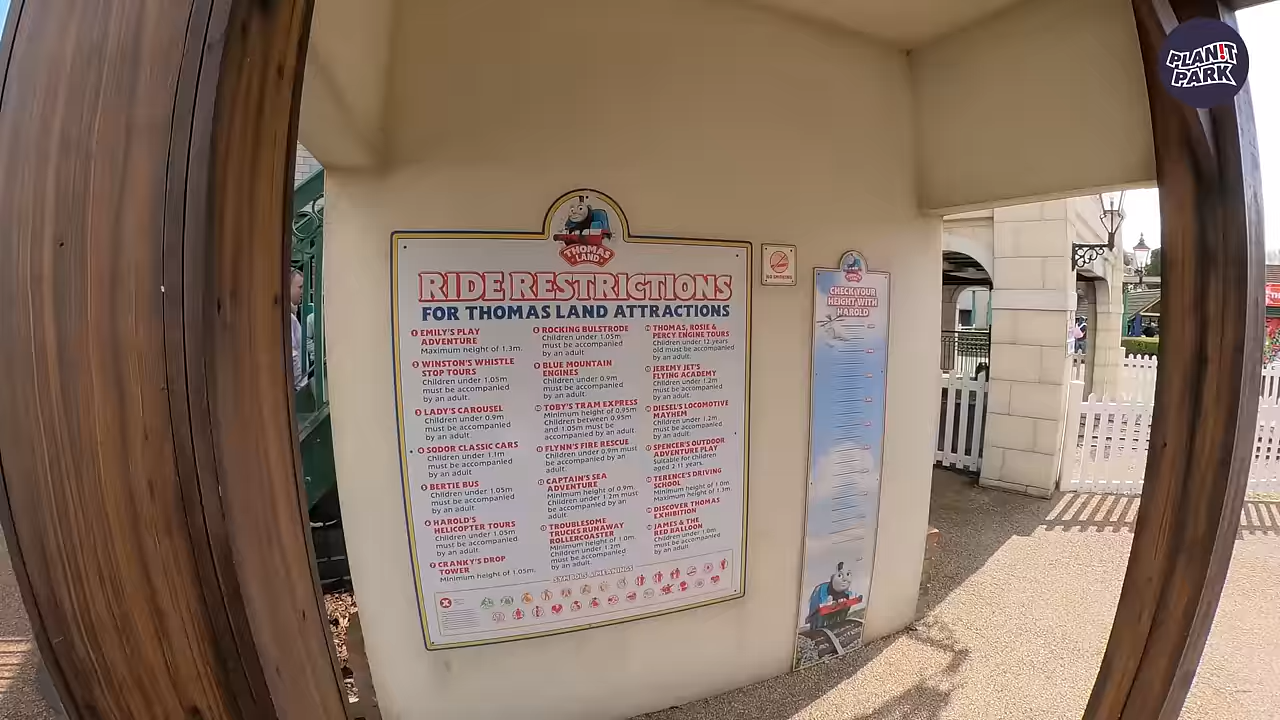 PLAN!T
PARK
THOMAS
LAND
RIDE RESTRICTIONS
FOR THOMAS LAND ATTRACTIONS
EMILY'S PLAY
ADVENTURE
Maximum height of 1.3m.
WINSTON'S WHISTLE
STOP TOURS
Children under 1.05m
must be accompanied
by an adult.
LADY'S CAROUSEL
Children under 0.9m
must be accompanied
by an adult.
SODOR CLASSIC CARS
Children under 1.1m
must be accompanied
by an adult.
BERTIE BUS
Children under 1.05m
must be accompanied
by an adult.
HAROLD'S
HELICOPTER TOURS
Children under 1.05m
must be accompanied
by an adult.
CRANKY'S DROP
TOWER
Minimum height of 1.05m.
ROCKING BULSTRODE
Children under 1.05m
must be accompanied
by an adult
BLUE MOUNTAIN
ENGINES
Children under 0.9m
must be accompanied
by an adult.
TOBY'S TRAM EXPRESS
Minimum height of 0.95m
Children between 0.95m
and 1.05m must be
accompanied by an adult.
FLYNN'S FIRE RESCUE
Children under 0.9m must
be accompanied by an
adult.
CAPTAIN'S SEA
ADVENTURE
Minimum height of 0.9m.
Children under 1.2m must
be accompanied by an
adult.
TROUBLESOME
TRUCKS RUNAWAY
ROLLERCOASTER
Minimum height of 1.0m.
Children under 1.2m
must be accompanied
by an adult.
THOMAS, ROSIE &
PERCY ENGINE TOURS
Children under 12 years
old must be accompanied
by an adult.
JEREMY JET'S
FLYING ACADEMY
Children under 1.2m
must be accompanied
by an adult.
DIESEL'S LOCOMOTIVE
MAYHEM
Children under 1.2m
must be accompanied
by an adult.
SPENCER'S OUTDOOR
ADVENTURE PLAY
Suitable for children
aged 2-11 years.
TERENCE'S DRIVING
SCHOOL
Minimum height of 1.0m
Maximum height of 1.3m
DISCOVER THOMAS
EXHIBITION
JAMES & THE
RED BALLOON
Children under 1.0m
must be accompanied
by an adult
SYMBOLS & MEANINGS
NO SMOKING
CHECK YOUR
HEIGHT WITH
HAROLD